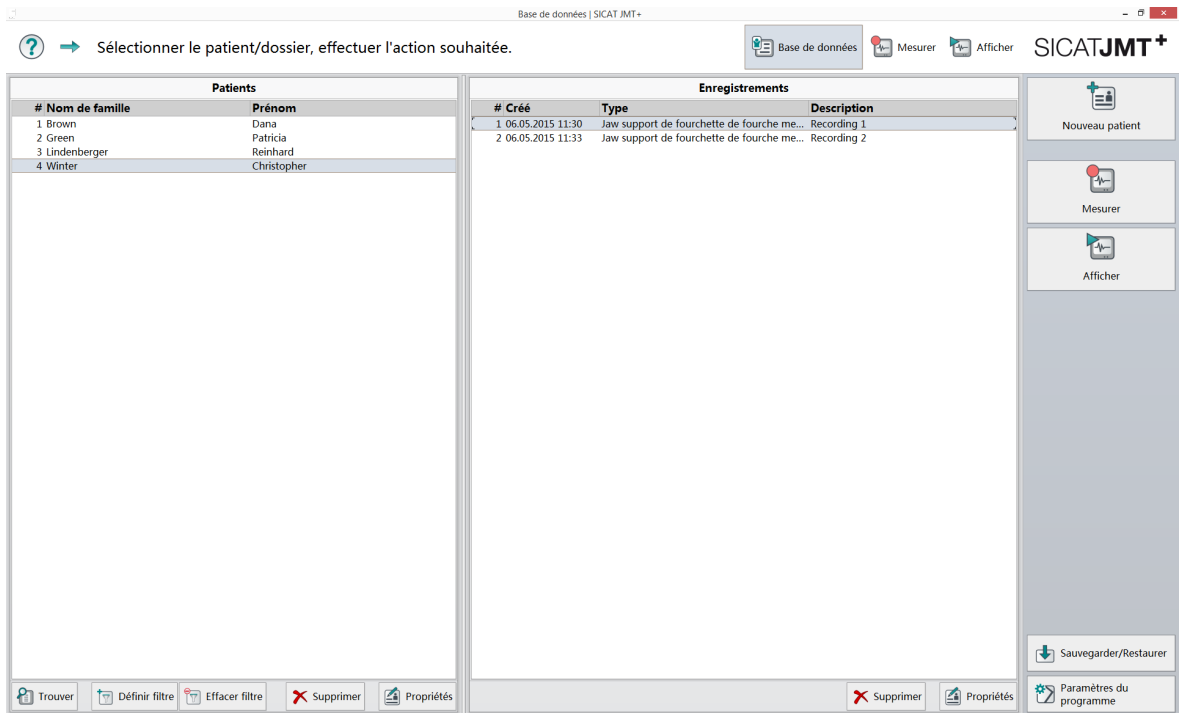 Base de données | SICAT JMT+
? Sélectionner le patient/dossier, effectuer l'action souhaitée. Base de données Mesurer Afficher SICATJMT+
Patients
# Nom de famille Prénom
1 Brown Dana
2 Green Patricia
3 Lindenberger Reinhard
4 Winter Christopher
Trouver Définir filtre Effacer filtre Supprimer Propriétés
Enregistrements
# Créé Type Description
1 06.05.2015 11:30 Jaw support de fourchette de fourche me... Recording 1
2 06.05.2015 11:33 Jaw support de fourchette de fourche me... Recording 2
Supprimer Propriétés
Nouveau patient
Mesurer
Afficher
Sauvegarder/Restaurer
Paramètres du
programme